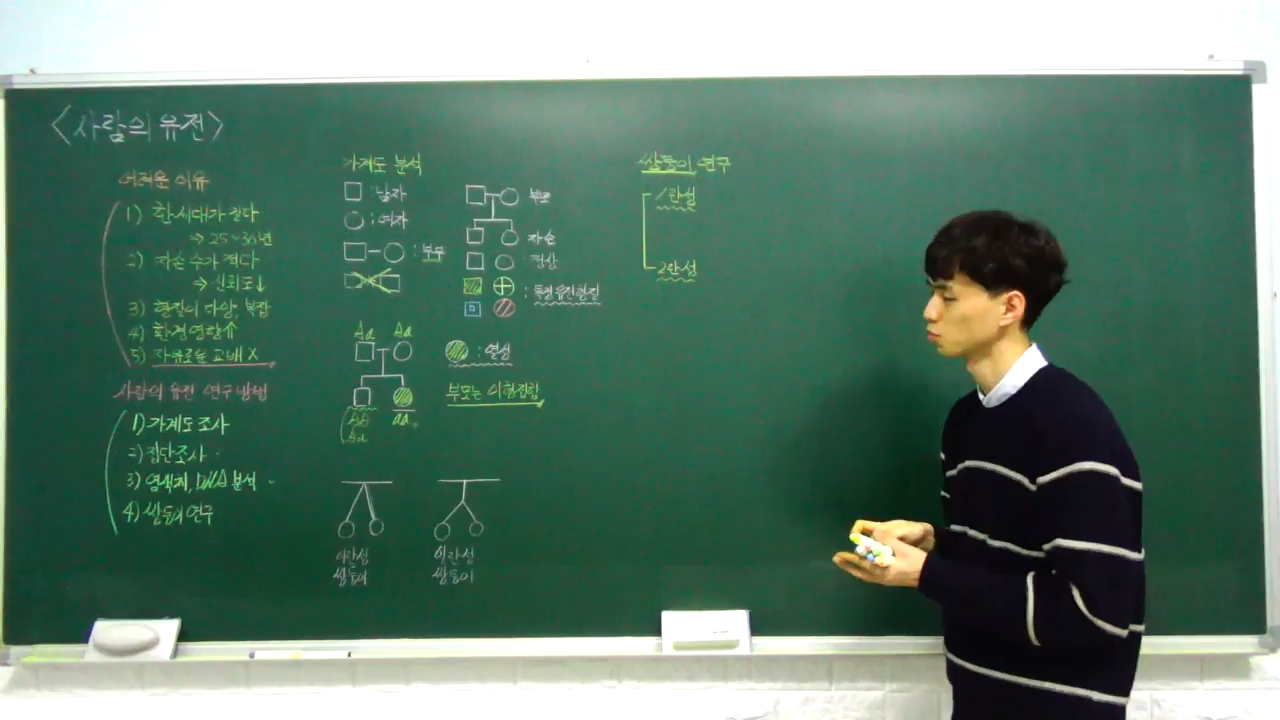 <사람의 유전>
어려운 이유
1) 한 세대가 길다
⇒ 25~30년
2) 자손 수가 적다
⇒ 신뢰도↓
3) 형질이 다양, 복잡
4) 환경영향↑
5) 자유로운 교배 X
사람의 유전 연구 방법
1) 가계도 조사
2) 집단조사
3) 염색체, DNA 분석
4) 쌍둥이 연구
가계도 분석
: 남자
: 여자
: 부부
부모
자손
: 정상
: 특정유전형질
Aa Aa
AA
Aa
aa
: 열성
부모는 이형접합
이란성
쌍둥이
일란성
쌍둥이
쌍둥이 연구
1란성
2란성